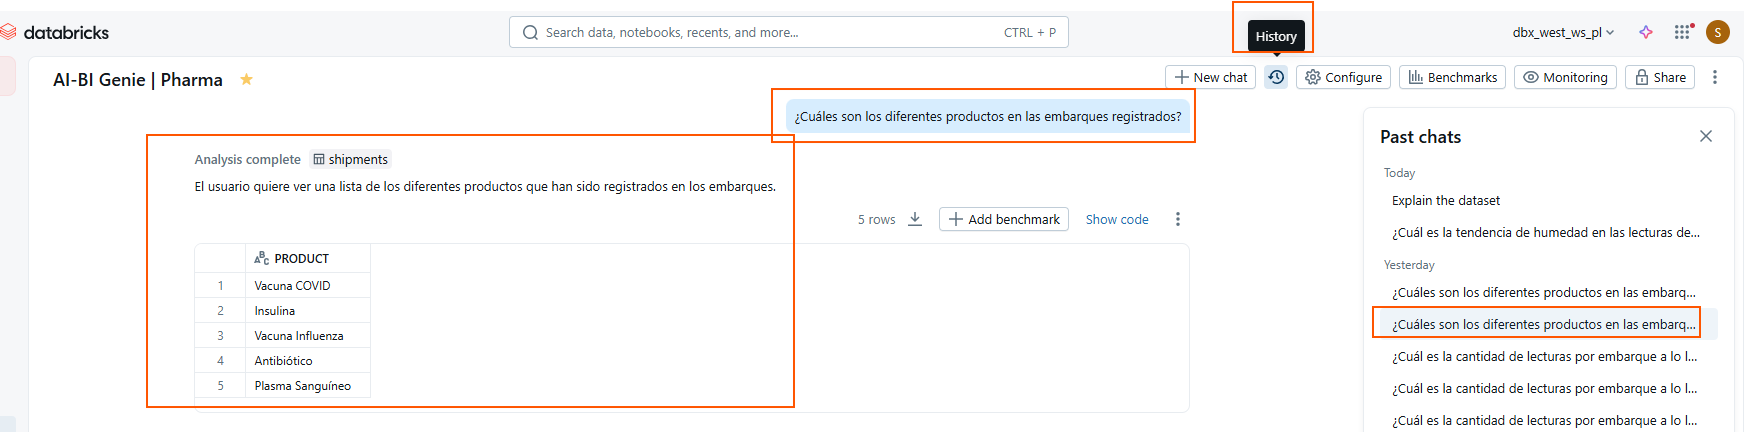 databricks
Search data, notebooks, recents, and more...
CTRL + P
History
dbx_west_ws_pl
S
AI-BI Genie | Pharma
New chat
Configure
Benchmarks
Monitoring
Share
¿Cuáles son los diferentes productos en las embarques registrados?
Analysis complete shipments
El usuario quiere ver una lista de los diferentes productos que han sido registrados en los embarques.
5 rows
Add benchmark
Show code
ABC PRODUCT
1 Vacuna COVID
2 Insulina
3 Vacuna Influenza
4 Antibiótico
5 Plasma Sanguíneo
Past chats
Today
Explain the dataset
¿Cuál es la tendencia de humedad en las lecturas de...
Yesterday
¿Cuáles son los diferentes productos en las embarq...
¿Cuáles son los diferentes productos en las embarq...
¿Cuál es la cantidad de lecturas por embarque a lo l...
¿Cuál es la cantidad de lecturas por embarque a lo l...
¿Cuál es la cantidad de lecturas por embarque a lo l...